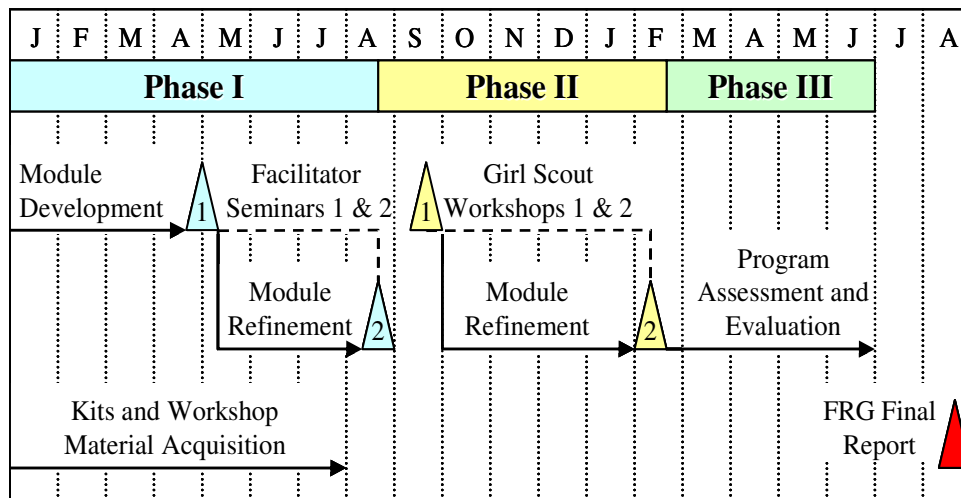 J F M A M J J A S O N D J F M A M J J A
Phase I Phase II Phase III
Module
Development
1
Facilitator
Seminars 1 & 2
1
Girl Scout
Workshops 1 & 2
Module
Refinement
2
Module
Refinement
2
Program
Assessment and
Evaluation
Kits and Workshop
Material Acquisition
FRG Final
Report